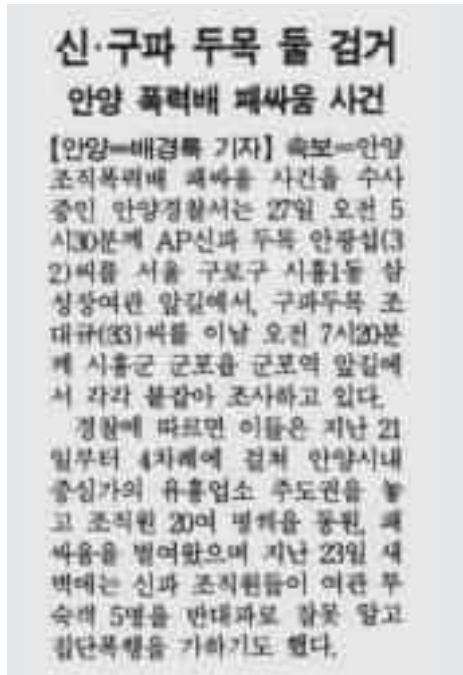 신·구파 두목 둘 검거
안양 폭력배 패싸움 사건
【안양=배경록 기자】 속보=안양
조직폭력배 패싸움 사건을 수사
중인 안양경찰서는 27일 오전 5
시30분께 AP신파 두목 안광섭(3
2)씨를 서울 구로구 시흥1동 삼
성장여관 앞길에서, 구파두목 조
대규(33)씨를 이날 오전 7시20분
께 시흥군 군포읍 군포역 앞길에
서 각각 붙잡아 조사하고 있다.
경찰에 따르면 이들은 지난 21
일부터 4차례에 걸쳐 안양시내
중심가의 유흥업소 주도권을 놓
고 조직원 20여 명씩을 동원, 패
싸움을 벌여왔으며 지난 23일 새
벽에는 신파 조직원들이 여관 투
숙객 5명을 반대파로 잘못 알고
집단폭행을 가하기도 했다.